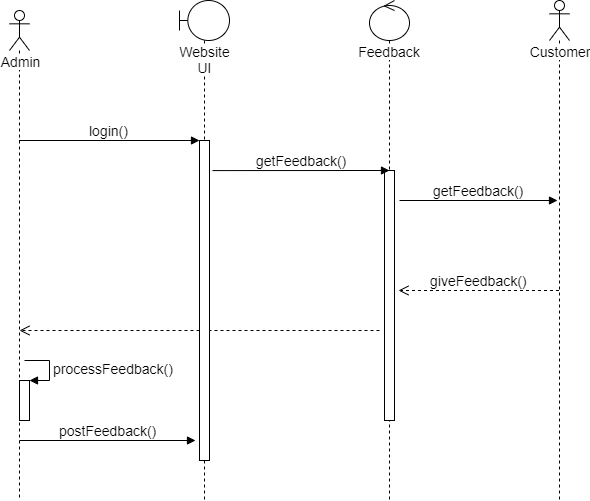 Admin
Website
UI
Feedback
Customer
login()
getFeedback()
getFeedback()
giveFeedback()
processFeedback()
postFeedback()